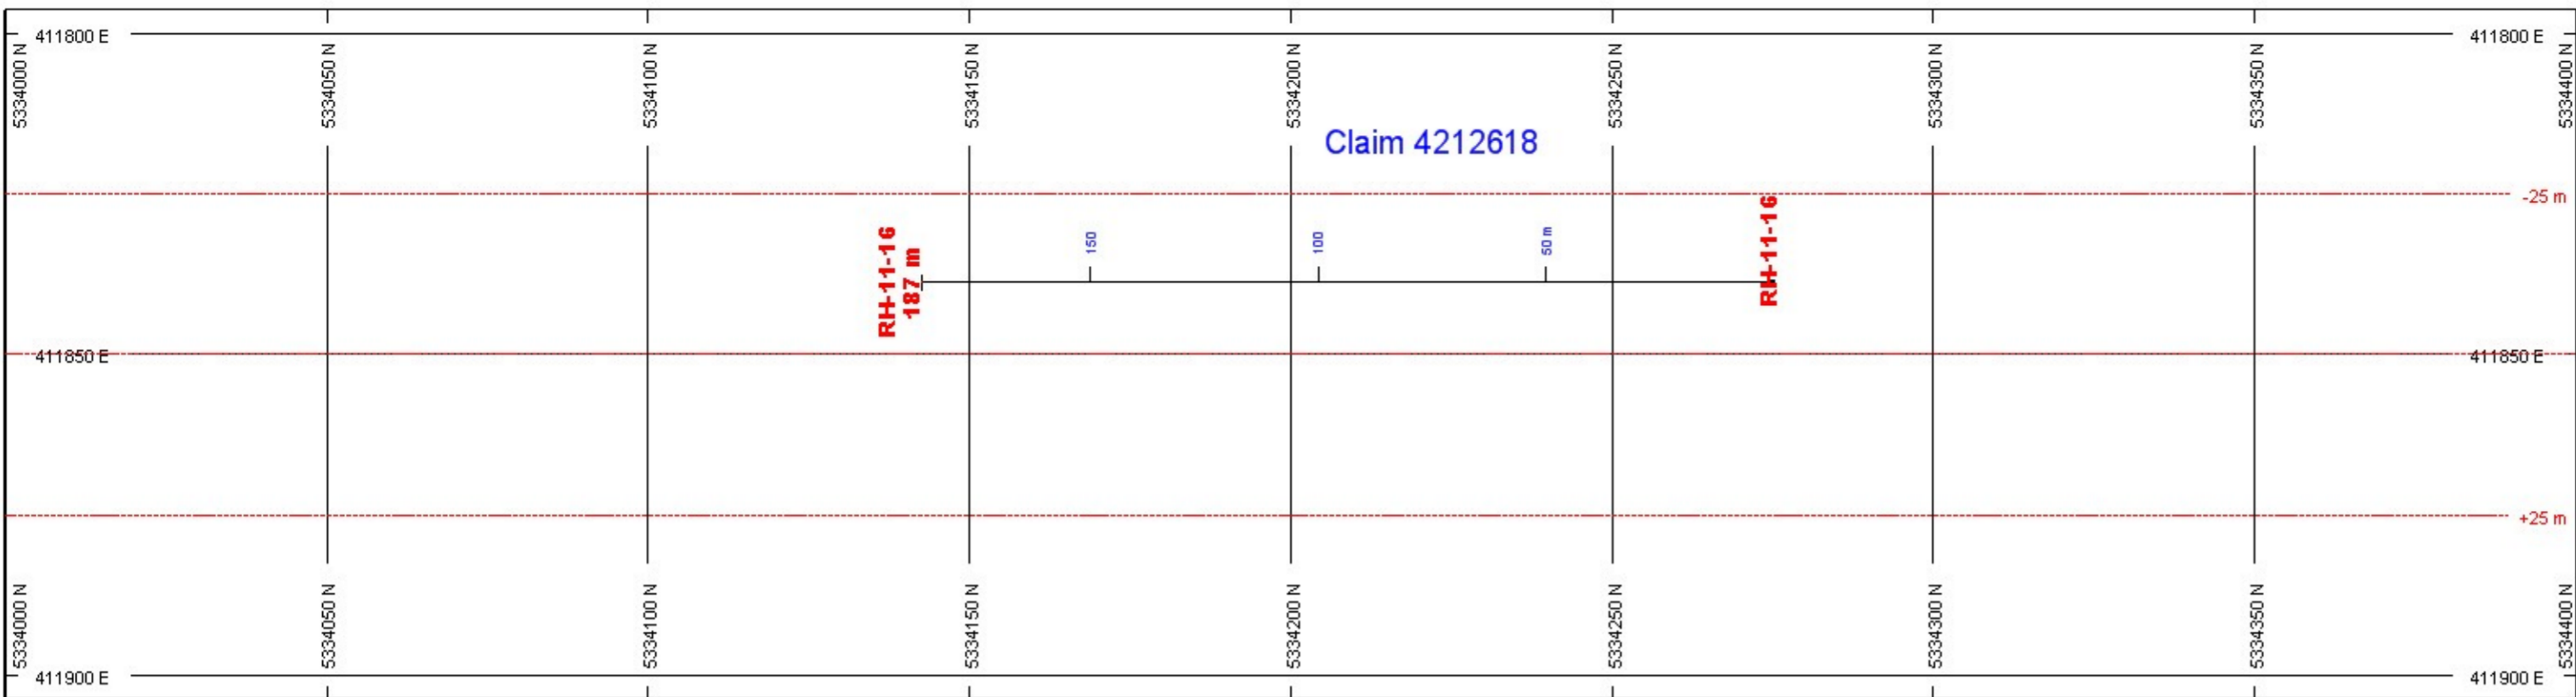 411800 E
411800 E
5334000 N
5334050 N
5334100 N
5334150 N
5334200 N
5334250 N
5334300 N
5334350 N
5334400 N
Claim 4212618
-25 m
RH-11-16
187 m
150
100
50 m
RH-11-16
411850 E
411850 E
+25 m
5334000 N
5334050 N
5334100 N
5334150 N
5334200 N
5334250 N
5334300 N
5334350 N
5334400 N
411900 E
411900 E